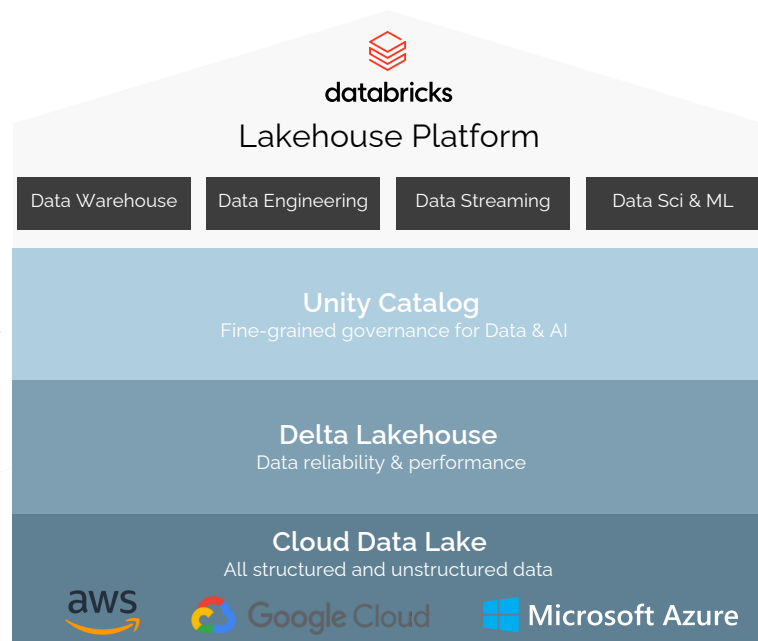 databricks
Lakehouse Platform
Data Warehouse
Data Engineering
Data Streaming
Data Sci & ML
Unity Catalog
Fine-grained governance for Data & AI
Delta Lakehouse
Data reliability & performance
Cloud Data Lake
All structured and unstructured data
aws
Google Cloud
Microsoft Azure